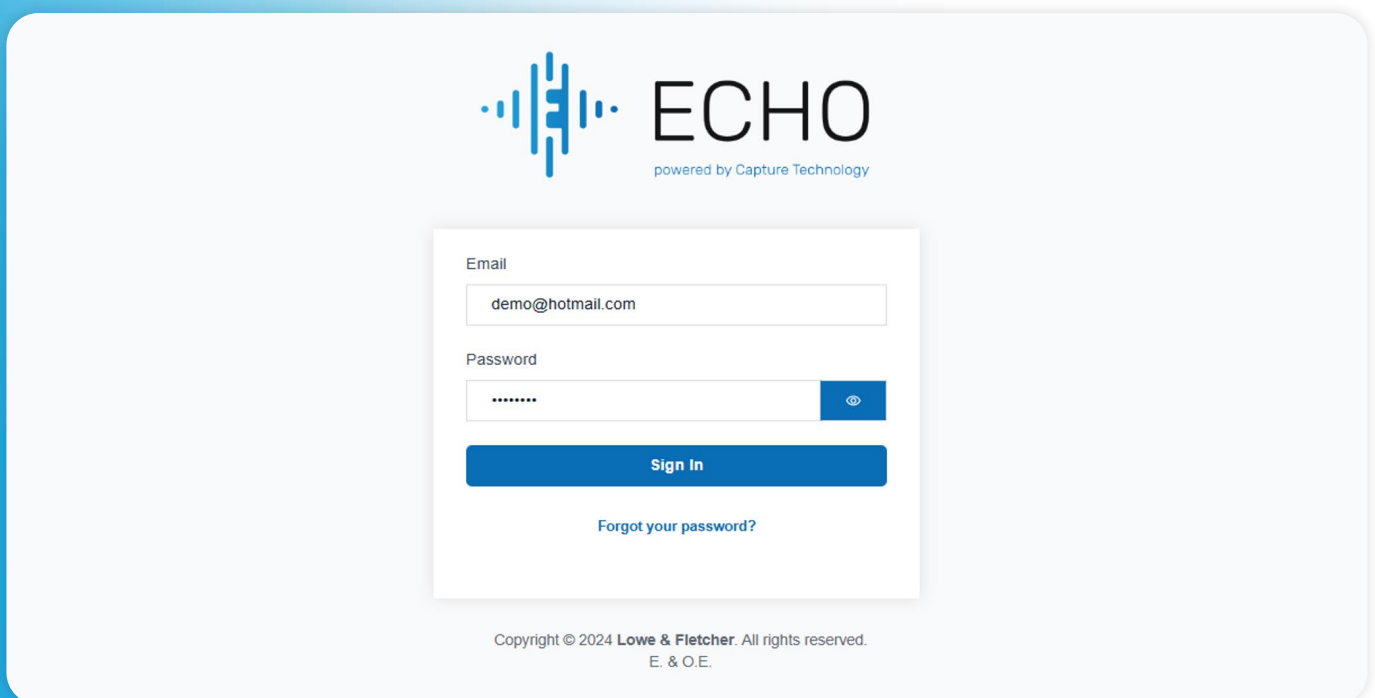 ECHO
powered by Capture Technology
Email
demo@hotmail.com
Password
••••••••
Sign In
Forgot your password?
Copyright © 2024 Lowe & Fletcher. All rights reserved.
E. & O.E.